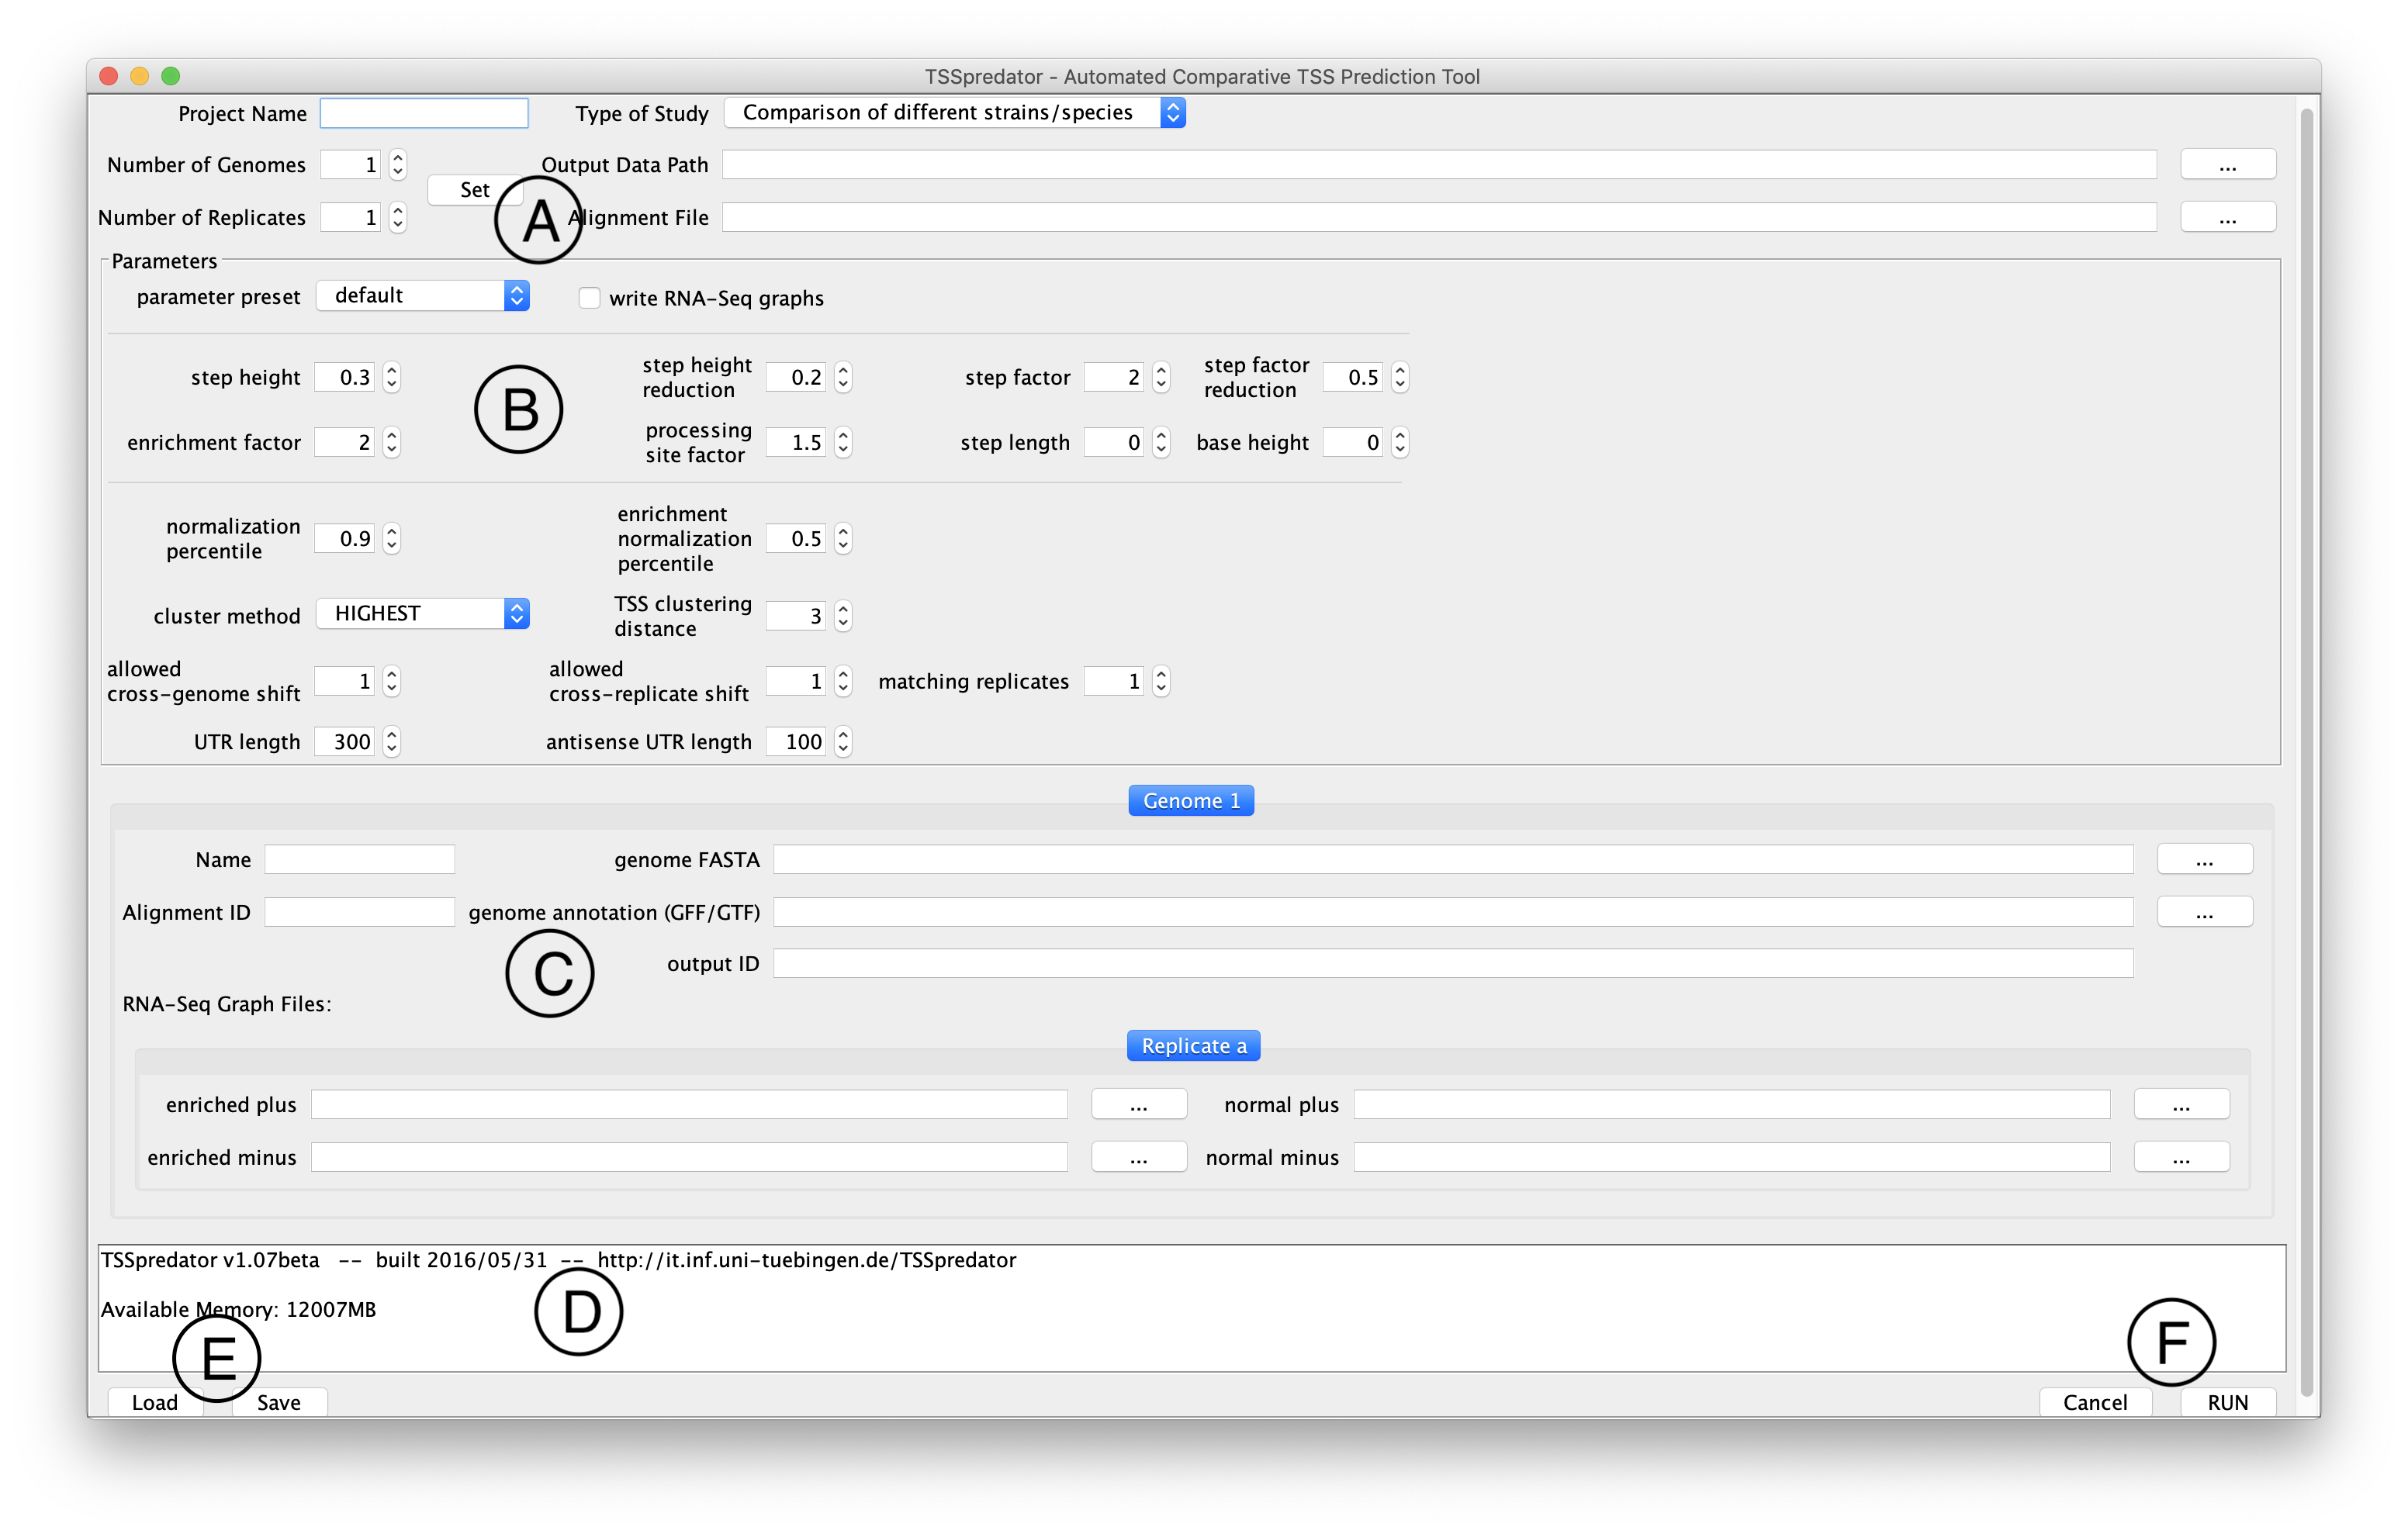 TSSpredator - Automated Comparative TSS Prediction Tool
Project Name Type of Study Comparison of different strains/species
Number of Genomes 1 Output Data Path ...
Set
Number of Replicates 1 Alignment File ...
A
Parameters
parameter preset default write RNA-Seq graphs
step height 0.3 step height reduction 0.2 step factor 2 step factor reduction 0.5
B
enrichment factor 2 processing site factor 1.5 step length 0 base height 0
normalization percentile 0.9 enrichment normalization percentile 0.5
cluster method HIGHEST TSS clustering distance 3
allowed cross-genome shift 1 allowed cross-replicate shift 1 matching replicates 1
UTR length 300 antisense UTR length 100
Genome 1
Name genome FASTA ...
Alignment ID genome annotation (GFF/GTF) ...
output ID
C
RNA-Seq Graph Files:
Replicate a
enriched plus ... normal plus ...
enriched minus ... normal minus ...
TSSpredator v1.07beta -- built 2016/05/31 -- http://it.inf.uni-tuebingen.de/TSSpredator
Available Memory: 12007MB
D
E
F
Load Save Cancel RUN